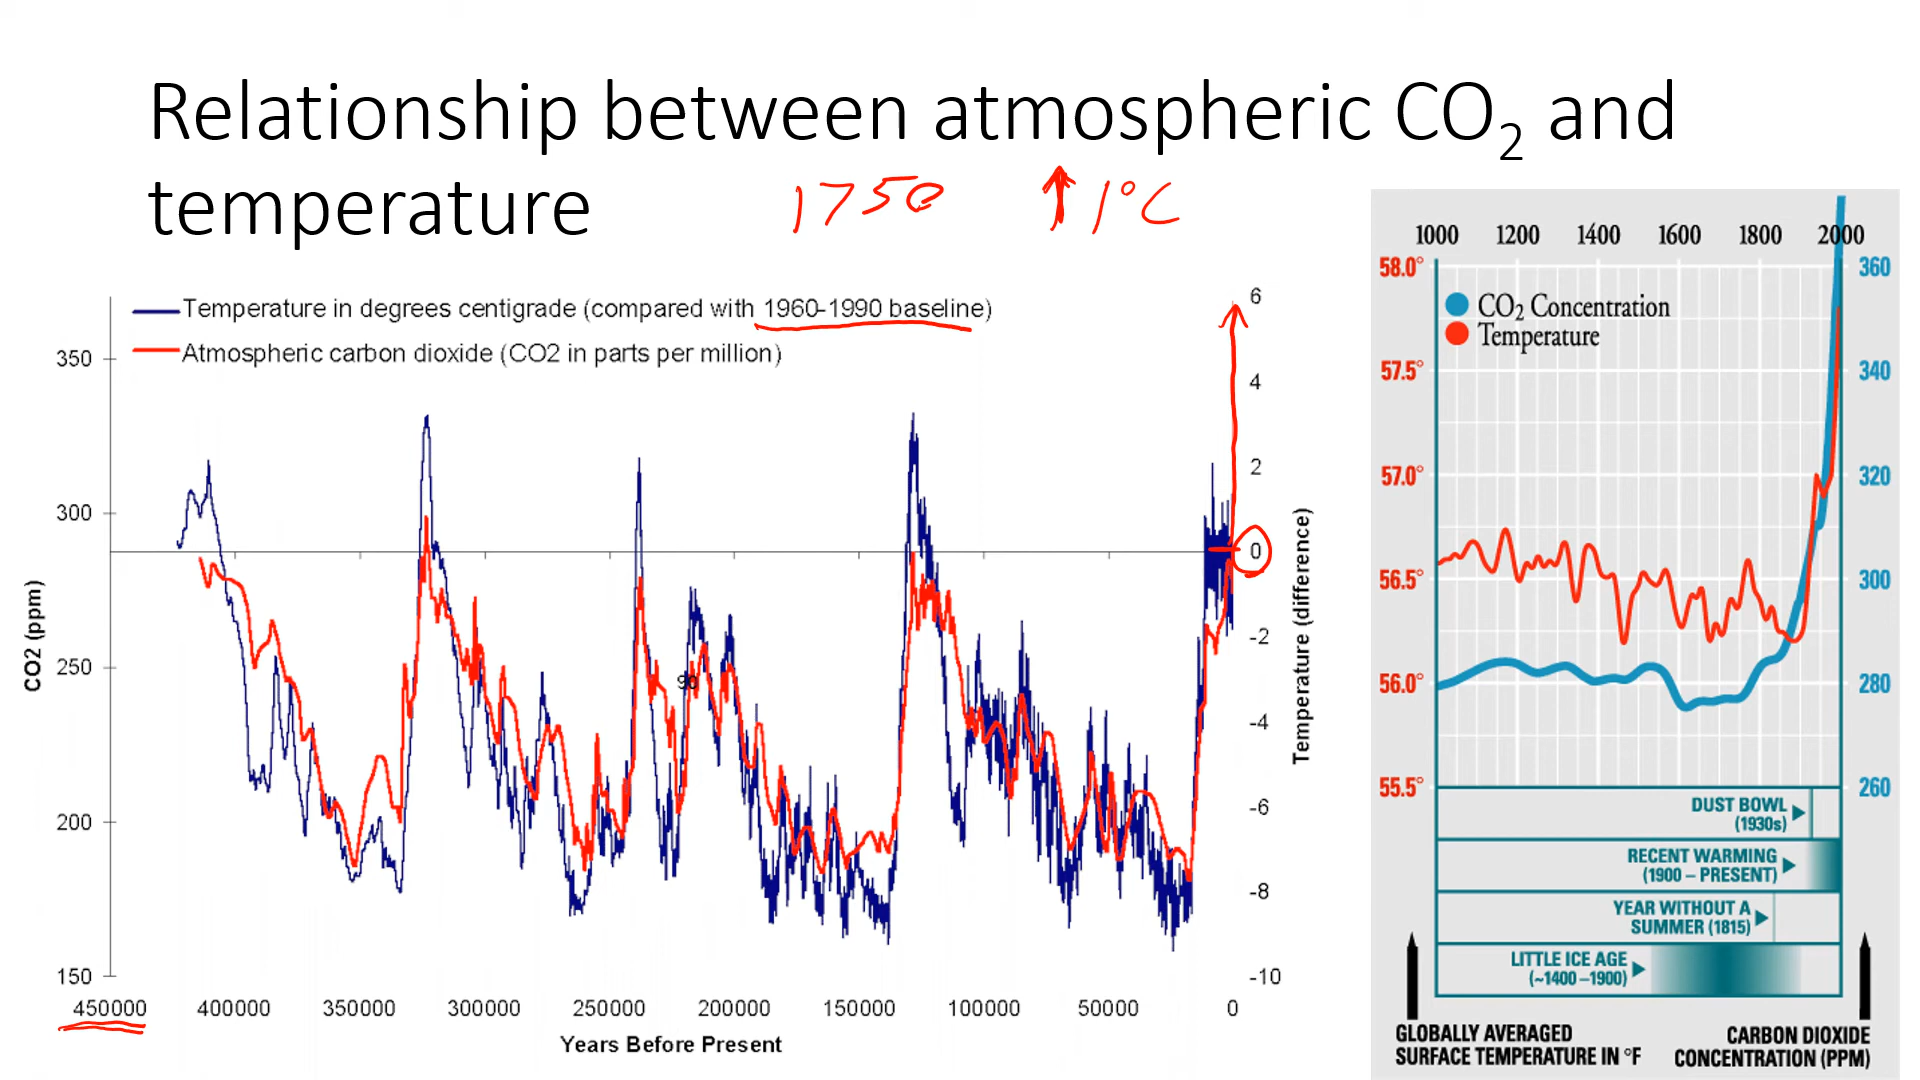 Relationship between atmospheric CO₂ and
temperature
1750 ↑ 1°C
Temperature in degrees centigrade (compared with 1960-1990 baseline)
Atmospheric carbon dioxide (CO2 in parts per million)
CO2 (ppm)
350
300
250
200
150
90
6
4
2
0
-2
-4
-6
-8
-10
Temperature (difference)
450000 400000 350000 300000 250000 200000 150000 100000 50000 0
Years Before Present
1000 1200 1400 1600 1800 2000
58.0° 360
CO₂ Concentration
Temperature
57.5° 340
57.0° 320
56.5° 300
56.0° 280
55.5° 260
DUST BOWL
(1930s)
RECENT WARMING
(1900 – PRESENT)
YEAR WITHOUT A
SUMMER (1815)
LITTLE ICE AGE
(~1400 –1900)
GLOBALLY AVERAGED
SURFACE TEMPERATURE IN °F
CARBON DIOXIDE
CONCENTRATION (PPM)